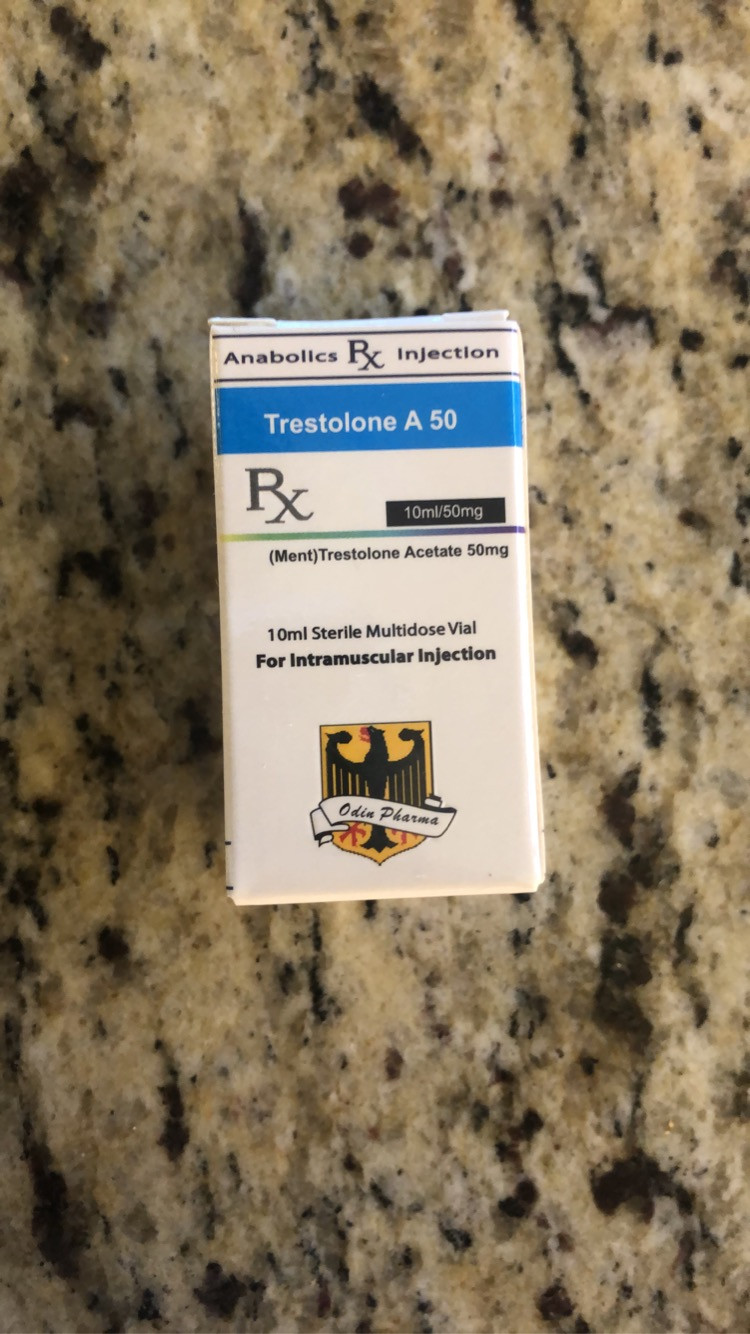 Anabolics Rx Injection
Trestolone A 50
Rx
10ml/50mg
(Ment)Trestolone Acetate 50mg
10ml Sterile Multidose Vial
For Intramuscular Injection
Odin Pharma